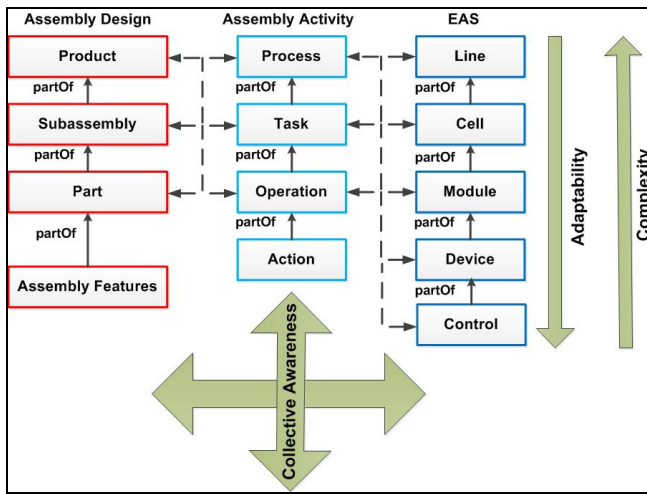 Assembly Design Assembly Activity EAS
Product Process Line
partOf partOf partOf
Subassembly Task Cell
partOf partOf partOf
Part Operation Module
partOf partOf partOf
Assembly Features Action Device
partOf
Control
Adaptability
Complexity
Collective Awareness